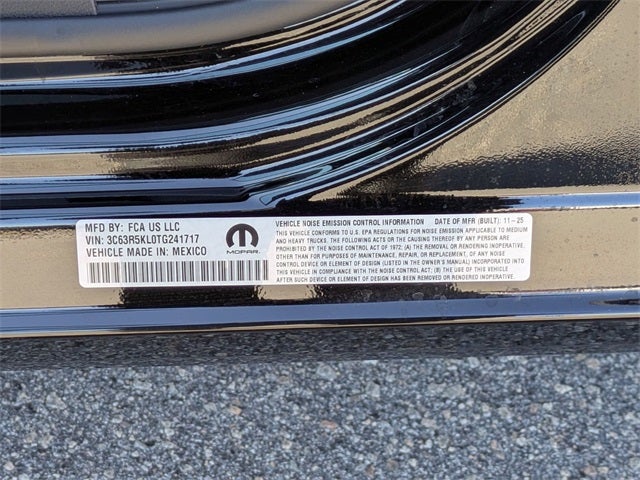 MFD BY: FCA US LLC
VIN: 3C63R5KL0TG241717
VEHICLE MADE IN: MEXICO
MOPAR
VEHICLE NOISE EMISSION CONTROL INFORMATION DATE OF MFR (BUILT): 11-25
THIS VEHICLE CONFORMS TO U.S. EPA REGULATIONS FOR NOISE EMISSION APPLICABLE TO MEDIUM
AND HEAVY TRUCKS. THE FOLLOWING ACTS OR THE CAUSING THEREOF BY ANY PERSON ARE
PROHIBITED BY THE NOISE CONTROL ACT OF 1972: (A) THE REMOVAL OR RENDERING INOPERATIVE,
OTHER THAN FOR PURPOSES OF MAINTENANCE, REPAIR, OR REPLACEMENT, OF ANY NOISE
CONTROL DEVICE OR ELEMENT OF DESIGN (LISTED IN THE OWNER'S MANUAL) INCORPORATED INTO
THIS VEHICLE IN COMPLIANCE WITH THE NOISE CONTROL ACT; (B) THE USE OF THIS VEHICLE
AFTER SUCH DEVICE OR ELEMENT OF DESIGN HAS BEEN REMOVED OR RENDERED INOPERATIVE.